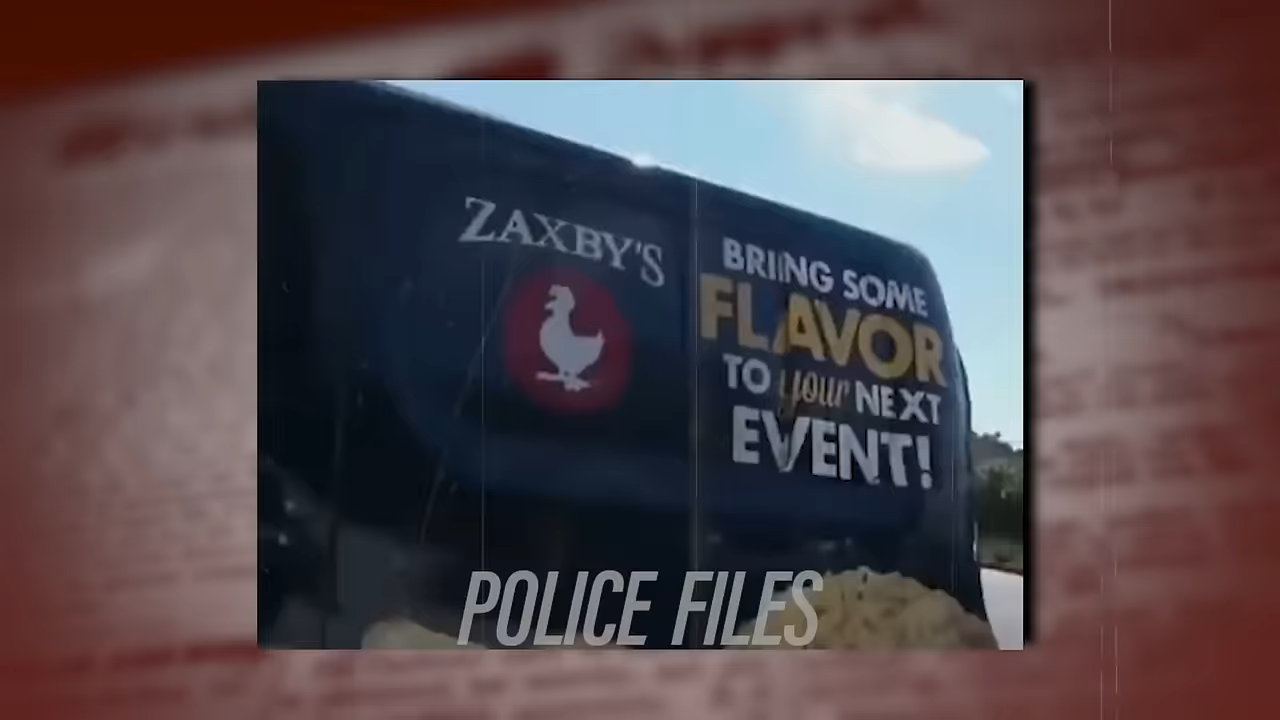 ZAXBY'S
BRING SOME
FLAVOR
TO your NEXT
EVENT!
POLICE FILES